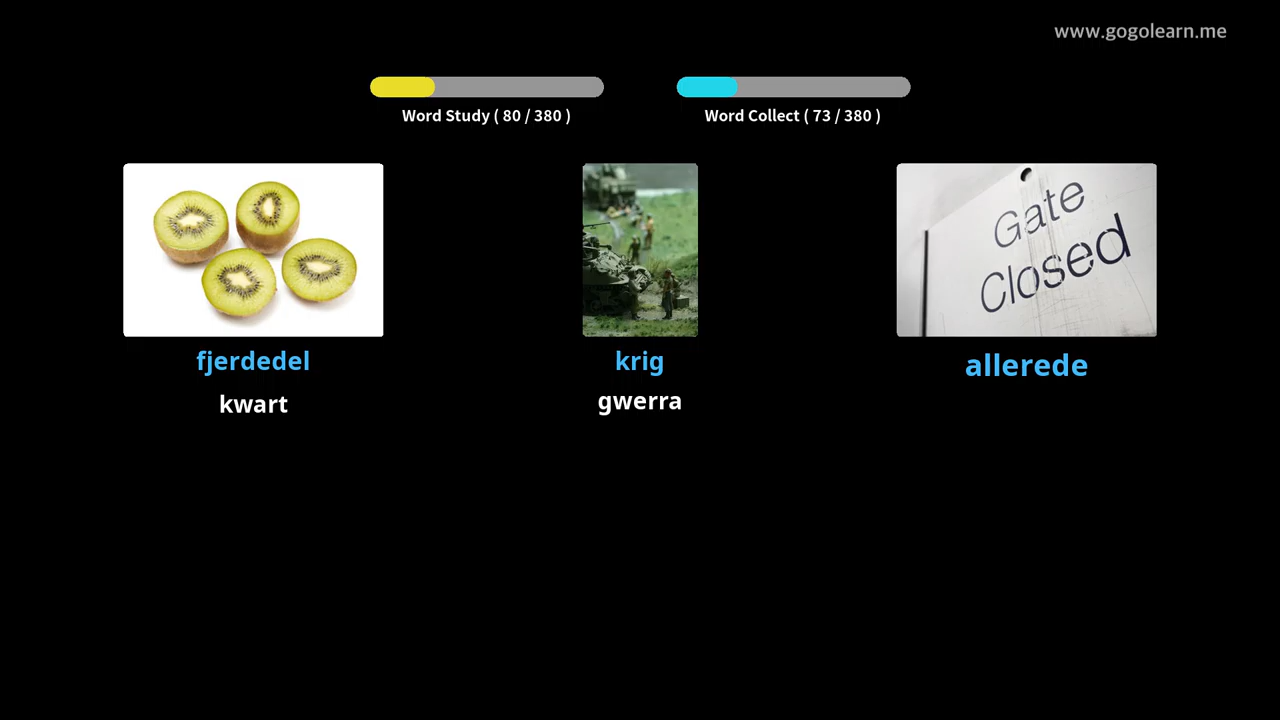 www.gogolearn.me
Word Study ( 80 / 380 )
Word Collect ( 73 / 380 )
Gate
Closed
fjerdedel
krig
allerede
kwart
gwerra